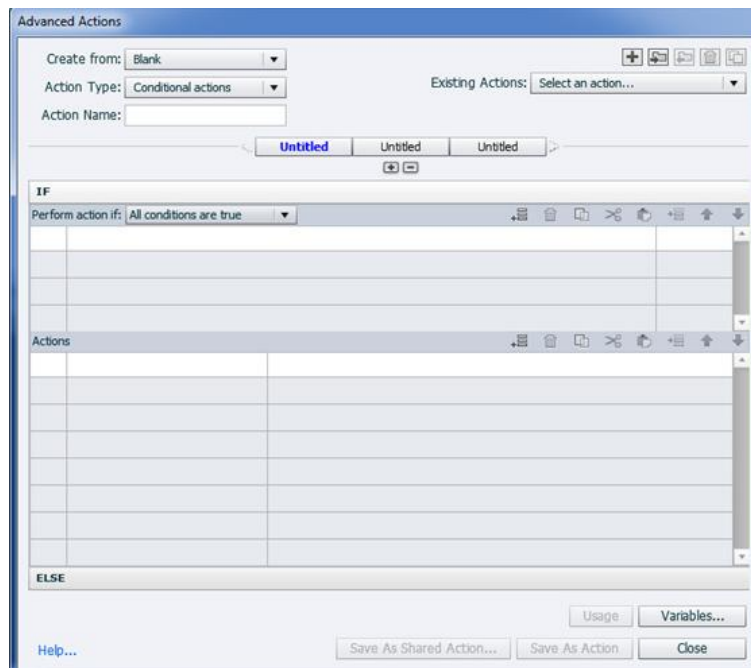 Advanced Actions
Create from: Blank
Action Type: Conditional actions
Existing Actions: Select an action...
Action Name:
Untitled Untitled Untitled
IF
Perform action if: All conditions are true
Actions
ELSE
Usage Variables...
Help... Save As Shared Action... Save As Action Close